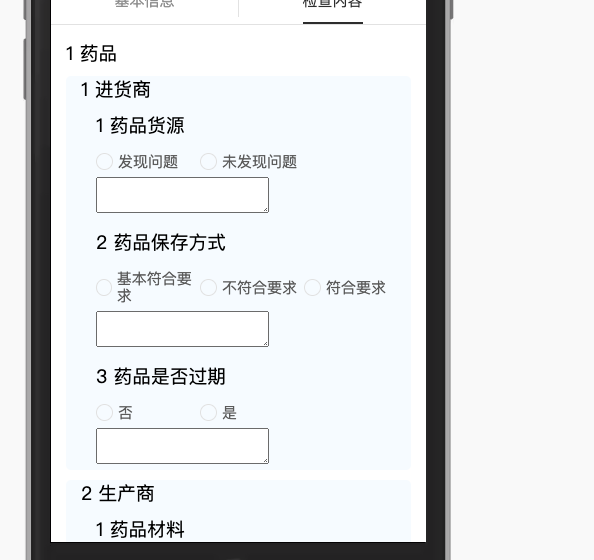 基本信息 检查内容
1 药品
1 进货商
1 药品货源
发现问题 未发现问题
2 药品保存方式
基本符合要
求
不符合要求 符合要求
3 药品是否过期
否 是
2 生产商
1 药品材料